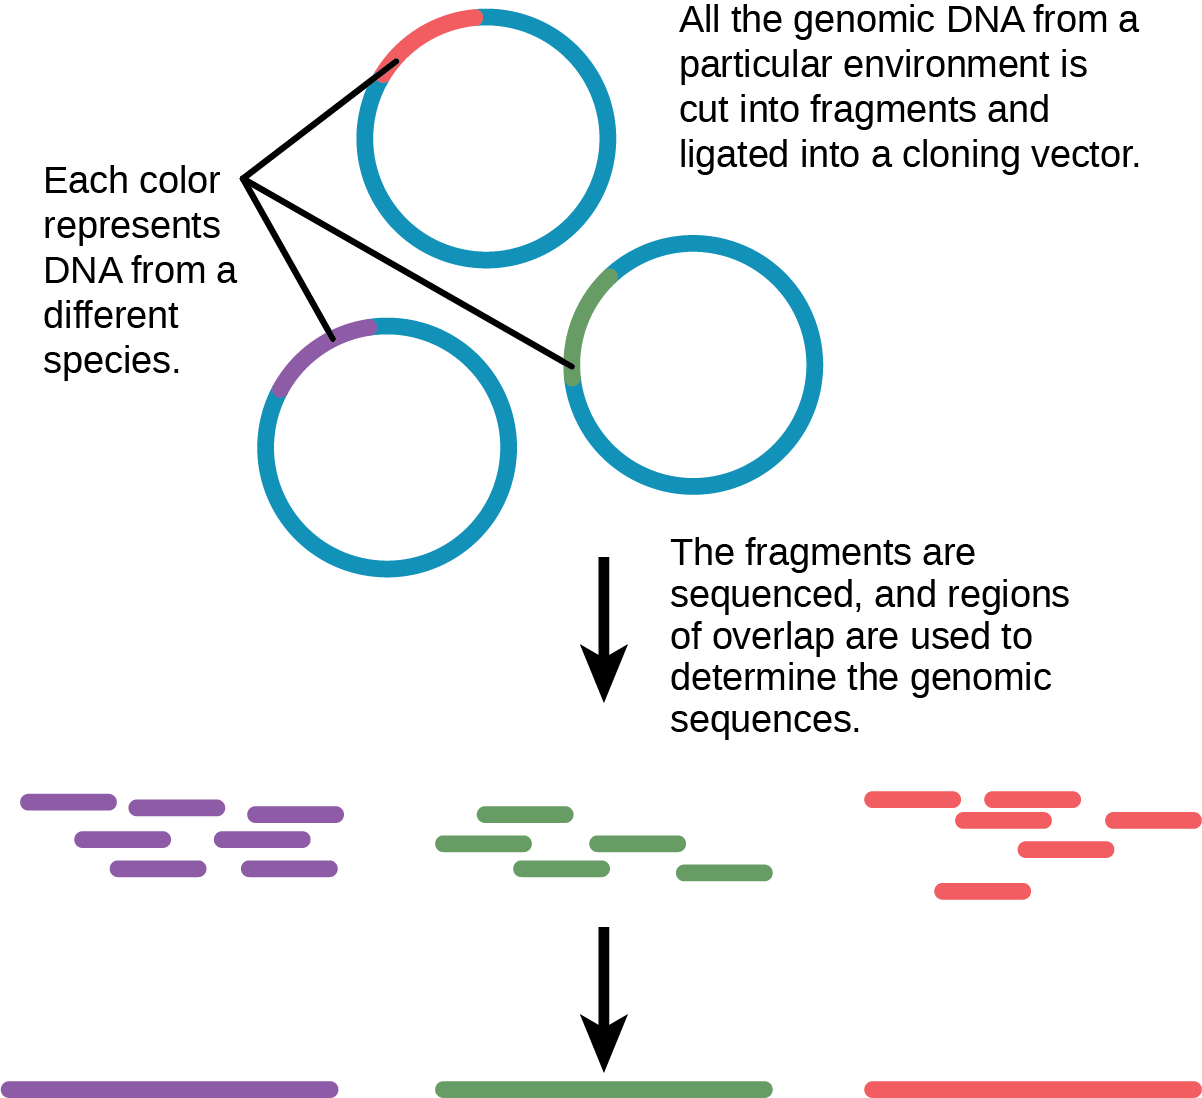 All the genomic DNA from a
particular environment is
cut into fragments and
ligated into a cloning vector.
Each color
represents
DNA from a
different
species.
The fragments are
sequenced, and regions
of overlap are used to
determine the genomic
sequences.